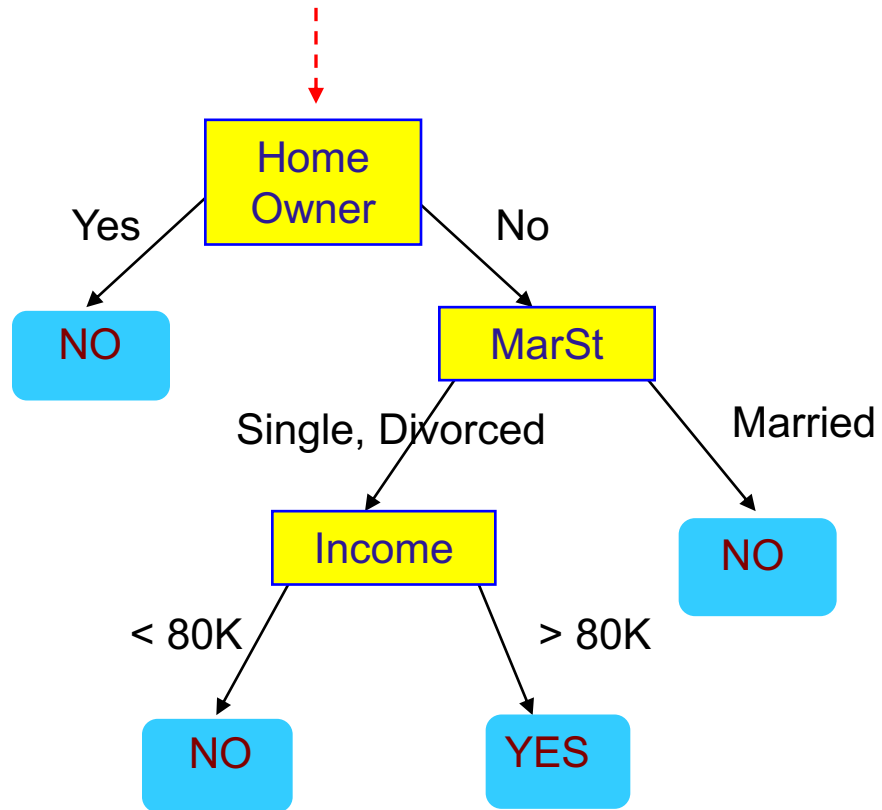 Home
Owner
Yes
No
NO
MarSt
Single, Divorced
Married
Income
NO
< 80K
> 80K
NO
YES